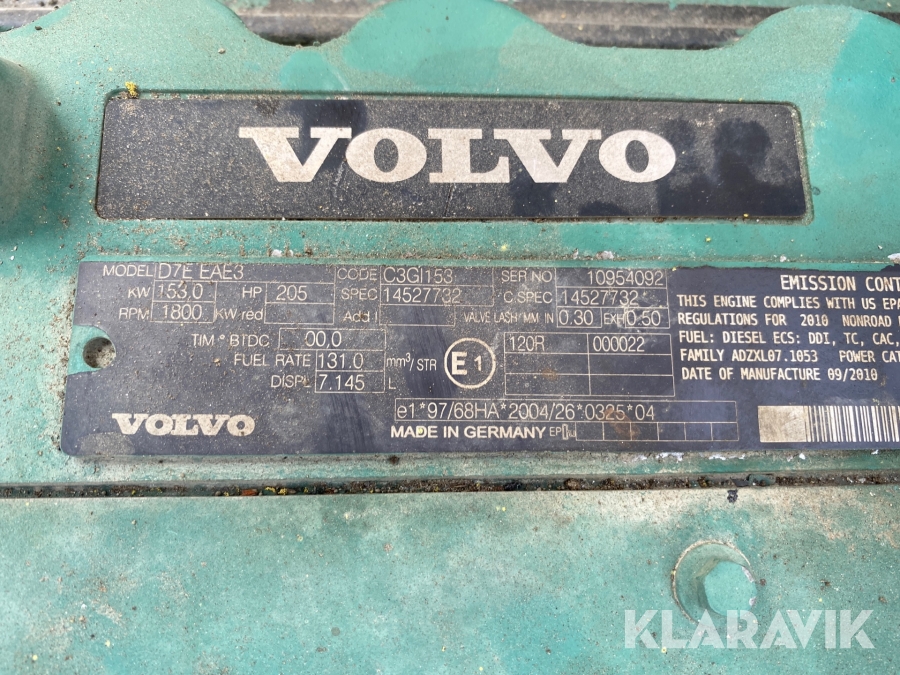 VOLVO
MODEL D7E EAE3 CODE C3GI153 SER NO 10954092
KW 153,0 HP 205 SPEC 14527732 °C SPEC 14527732
RPM 1800 KW red Add I VALVE LASH*MM IN 0.30 EXH 0.50
TIM ° BTDC 00,0 120R 000022
FUEL RATE 131.0 mm³/STR E1
DISPL 7.145 L
e1*97/68HA*2004/26*0325*04
VOLVO MADE IN GERMANY
EMISSION CONT
THIS ENGINE COMPLIES WITH US EPA
REGULATIONS FOR 2010 NONROAD
FUEL: DIESEL ECS: DDI, TC, CAC,
FAMILY ADZXL07.1053 POWER CAT
DATE OF MANUFACTURE 09/2010
KLARAVIK